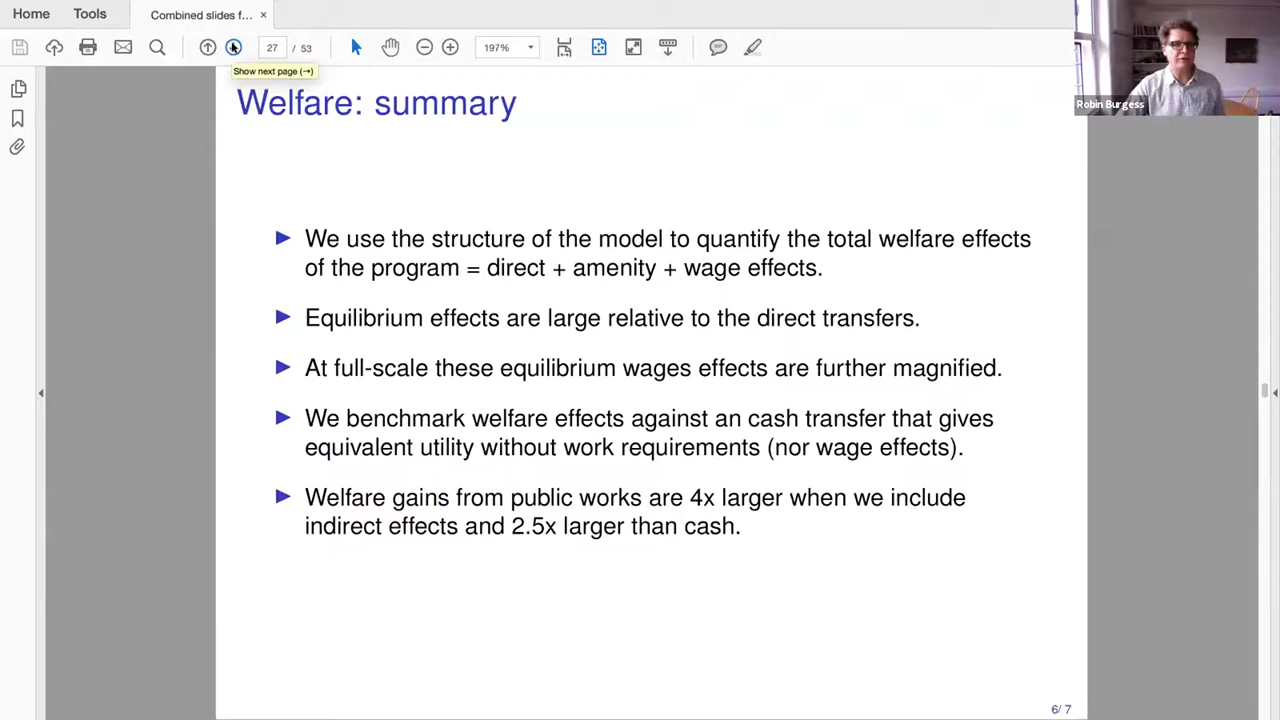 Home Tools Combined slides f... ×
27 / 53 197%
Show next page (→)
Robin Burgess
Welfare: summary
We use the structure of the model to quantify the total welfare effects
of the program = direct + amenity + wage effects.
Equilibrium effects are large relative to the direct transfers.
At full-scale these equilibrium wages effects are further magnified.
We benchmark welfare effects against an cash transfer that gives
equivalent utility without work requirements (nor wage effects).
Welfare gains from public works are 4x larger when we include
indirect effects and 2.5x larger than cash.
6/ 7